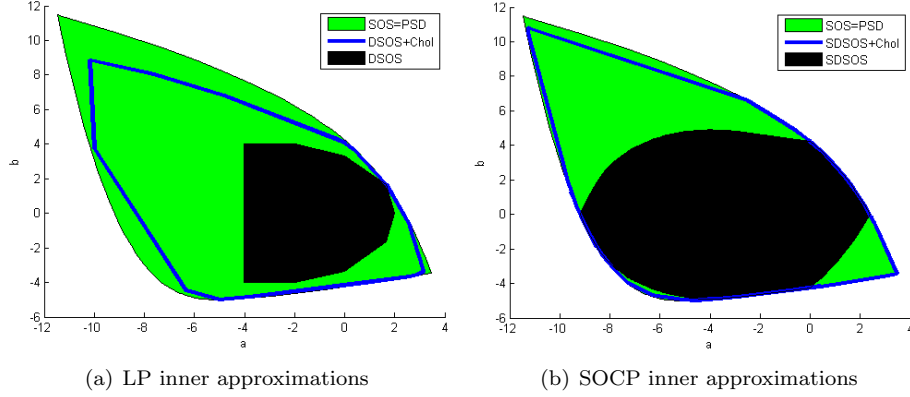 12
10
8
6
4
2
0
-2
-4
-6
b
-12 -10 -8 -6 -4 -2 0 2 4
a
SOS=PSD
DSOS+Chol
DSOS
(a) LP inner approximations
12
10
8
6
4
2
0
-2
-4
-6
b
-12 -10 -8 -6 -4 -2 0 2 4
a
SOS=PSD
SDSOS+Chol
SDSOS
(b) SOCP inner approximations